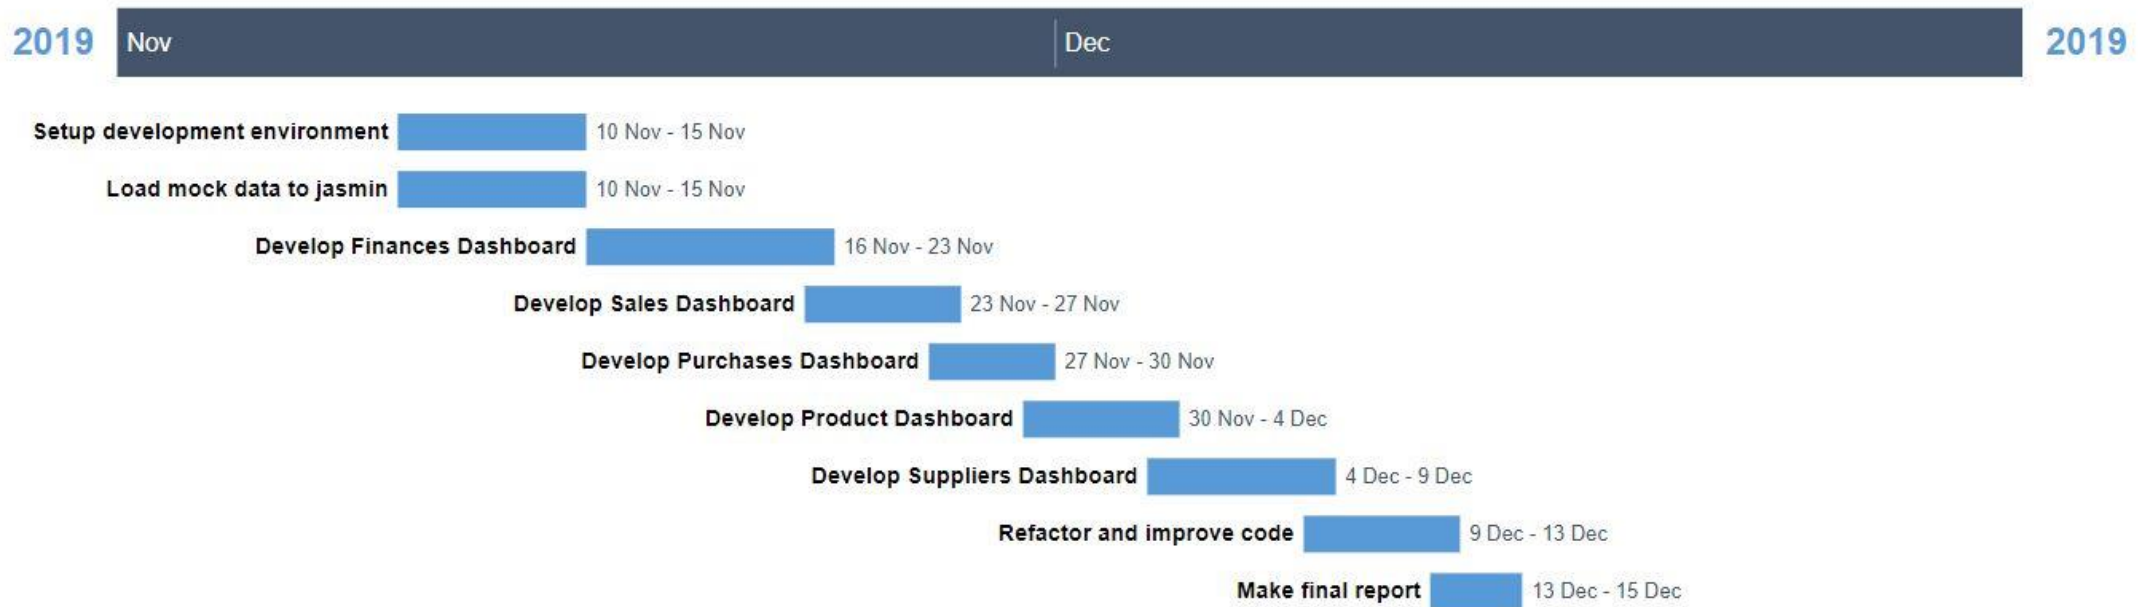 2019 Nov Dec 2019
Setup development environment 10 Nov - 15 Nov
Load mock data to jasmin 10 Nov - 15 Nov
Develop Finances Dashboard 16 Nov - 23 Nov
Develop Sales Dashboard 23 Nov - 27 Nov
Develop Purchases Dashboard 27 Nov - 30 Nov
Develop Product Dashboard 30 Nov - 4 Dec
Develop Suppliers Dashboard 4 Dec - 9 Dec
Refactor and improve code 9 Dec - 13 Dec
Make final report 13 Dec - 15 Dec